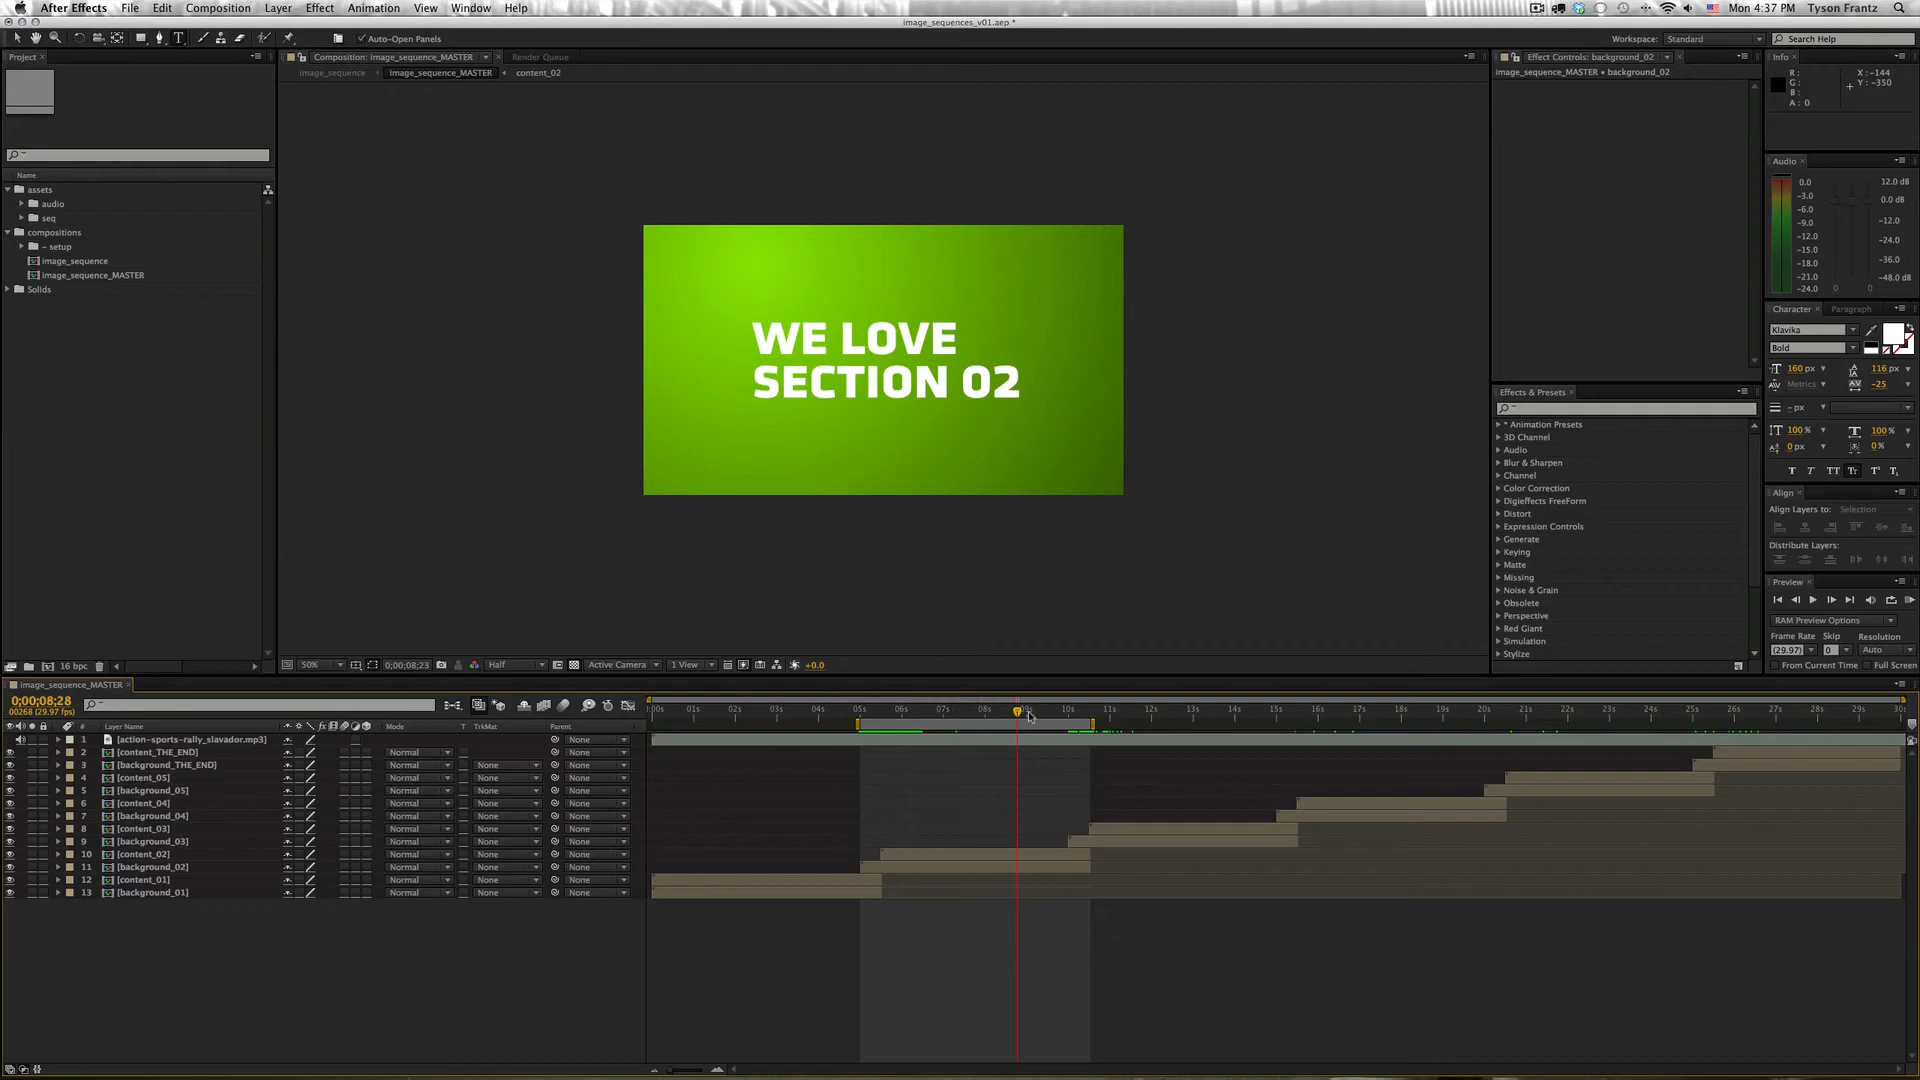 After Effects File Edit Composition Layer Effect Animation View Window Help Mon 4:37 PM Tyson Frantz
image_sequences_v01.aep *
Auto-Open Panels Workspace: Standard Search Help
Project Composition: image_sequence_MASTER Render Queue Effect Controls: background_02 Info
image_sequence image_sequence_MASTER content_02
image_sequence_MASTER • background_02
R: X: -144
G: Y: -350
B:
A: 0
Name
assets
audio
seq
compositions
- setup
image_sequence
image_sequence_MASTER
Solids
WE LOVE
SECTION 02
Audio
0.0 12.0 dB
-3.0 0.0 dB
-6.0
-9.0 -12.0
-12.0 -24.0
-15.0
-18.0 -36.0
-21.0 -48.0 dB
-24.0 0 0
Character Paragraph
Klavika
Bold
160 px 116 px
Metrics -25
- px
100 % 100 %
0 px 0 %
T T TT Tt T¹ T₁
Effects & Presets
* Animation Presets
3D Channel
Audio
Blur & Sharpen
Channel
Color Correction
Digieffects FreeForm
Distort
Expression Controls
Generate
Keying
Matte
Missing
Noise & Grain
Obsolete
Perspective
Red Giant
Simulation
Stylize
Align
Align Layers to: Selection
Distribute Layers:
Preview
RAM Preview Options
Frame Rate Skip Resolution
(29.97) 0 Auto
From Current Time Full Screen
16 bpc 50% 0;00;08;23 Half Active Camera 1 View +0.0
image_sequence_MASTER
0;00;08;28
00268 (29.97 fps)
:00s 01s 02s 03s 04s 05s 06s 07s 08s 09s 10s 11s 12s 13s 14s 15s 16s 17s 18s 19s 20s 21s 22s 23s 24s 25s 26s 27s 28s 29s 30s
# Layer Name fx Mode T TrkMat Parent
1 [action-sports-rally_slavador.mp3] None
2 [content_THE_END] Normal None
3 [background_THE_END] Normal None None
4 [content_05] Normal None None
5 [background_05] Normal None None
6 [content_04] Normal None None
7 [background_04] Normal None None
8 [content_03] Normal None None
9 [background_03] Normal None None
10 [content_02] Normal None None
11 [background_02] Normal None None
12 [content_01] Normal None None
13 [background_01] Normal None None